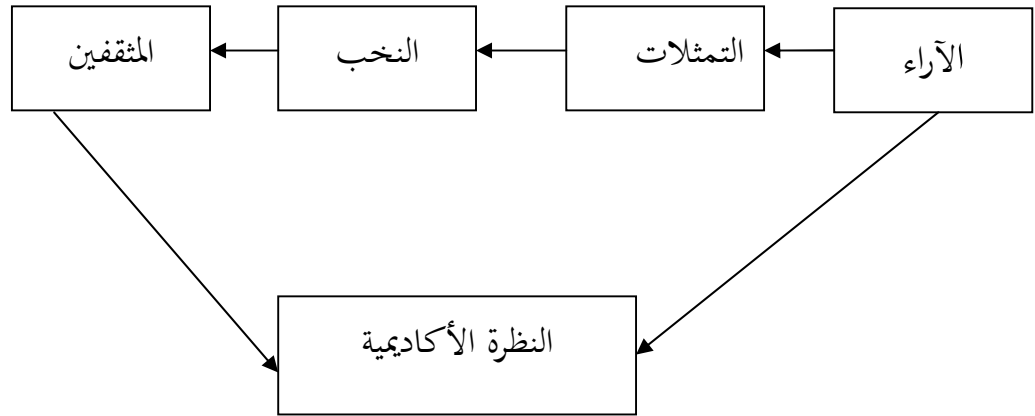 الآراء
التمثلات
النخب
المثقفين
النظرة الأكاديمية